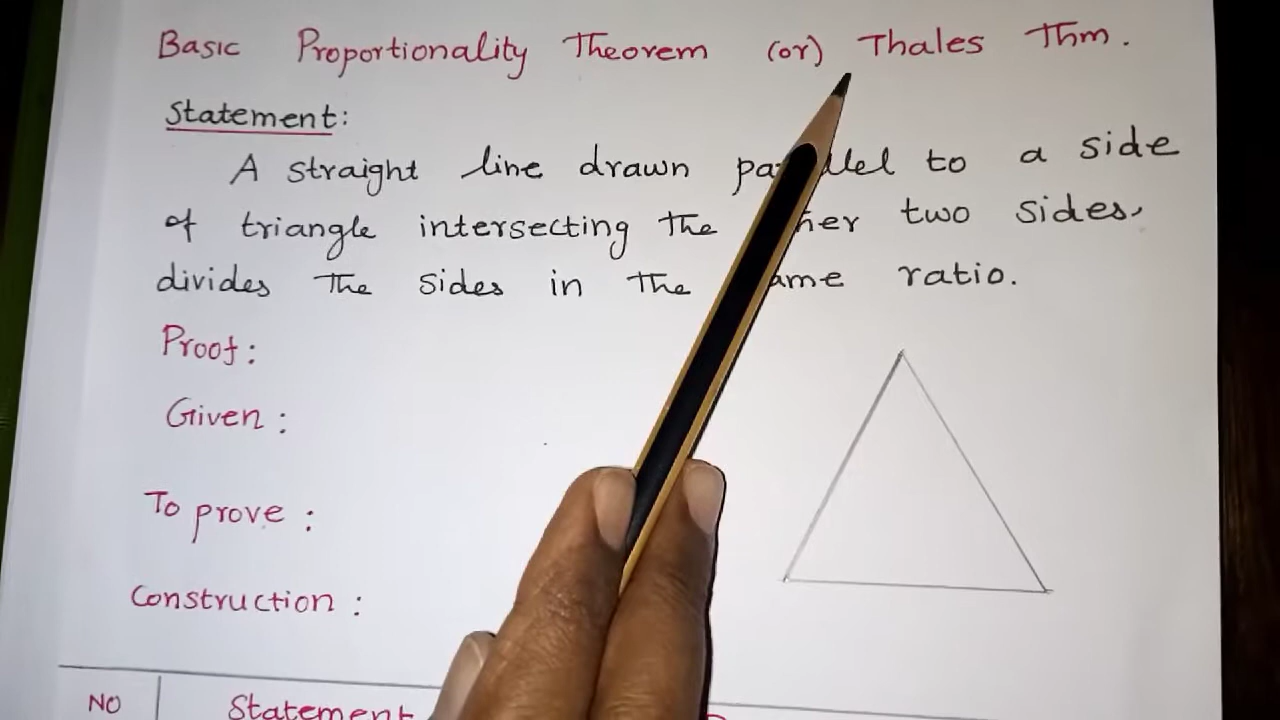 Basic Proportionality Theorem (or) Thales Thm.
Statement:
A straight line drawn to a side
of triangle intersecting the two sides,
divides the sides in the ratio.
Proof:
Given:
To prove:
Construction:
NO Statement